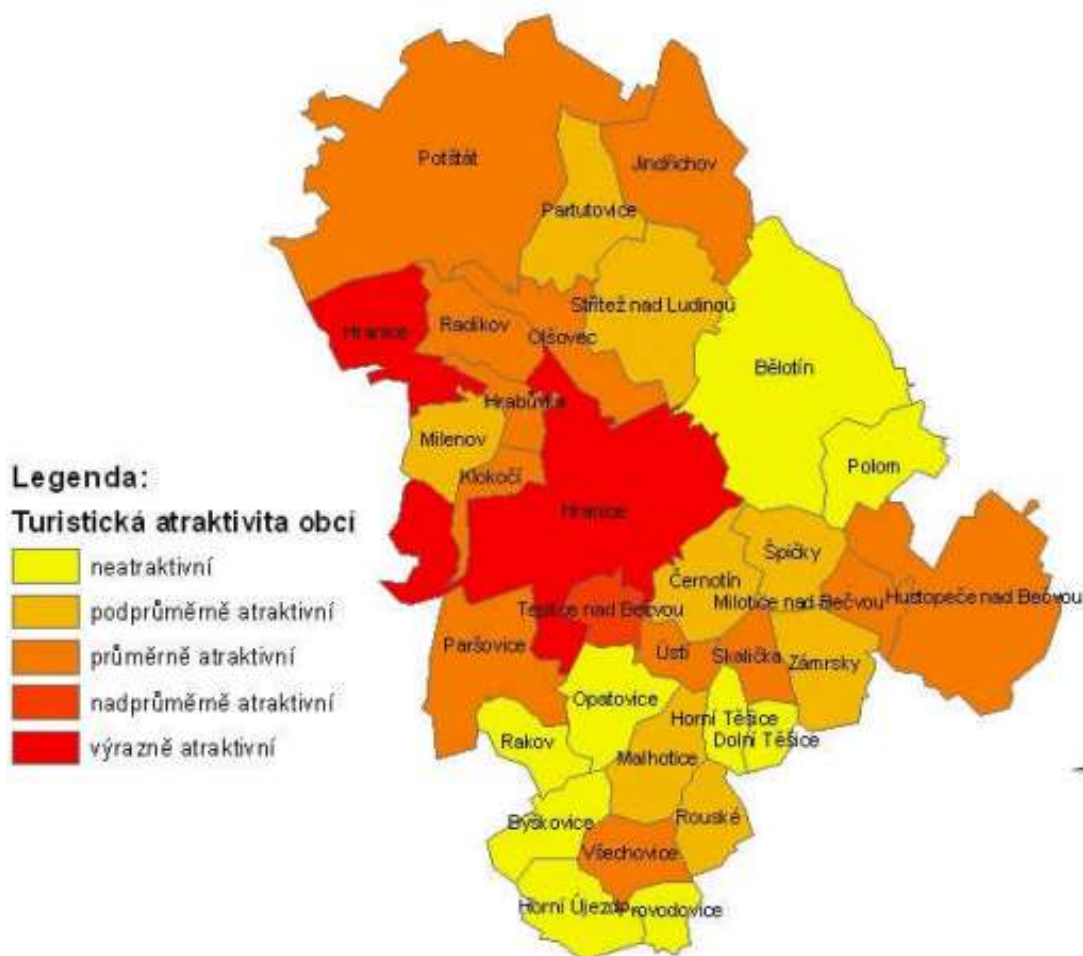 Potštát
Jindřichov
Partutovice
Střítež nad Ludinou
Hranice
Radíkov
Olšovec
Bělotín
Hrabůvka
Milenov
Polom
Klokočí
Hranice
Špičky
Černotín
Milotice nad Bečvou
Hustopeče nad Bečvou
Teplice nad Bečvou
Paršovice
Ústí
Skalička
Zámrsky
Opatovice
Horní Těšice
Dolní Těšice
Rakov
Malhotice
Rouské
Byškovice
Všechovice
Horní Újezd
Provodovice
Legenda:
Turistická atraktivita obcí
neatraktivní
podprůměrně atraktivní
průměrně atraktivní
nadprůměrně atraktivní
výrazně atraktivní